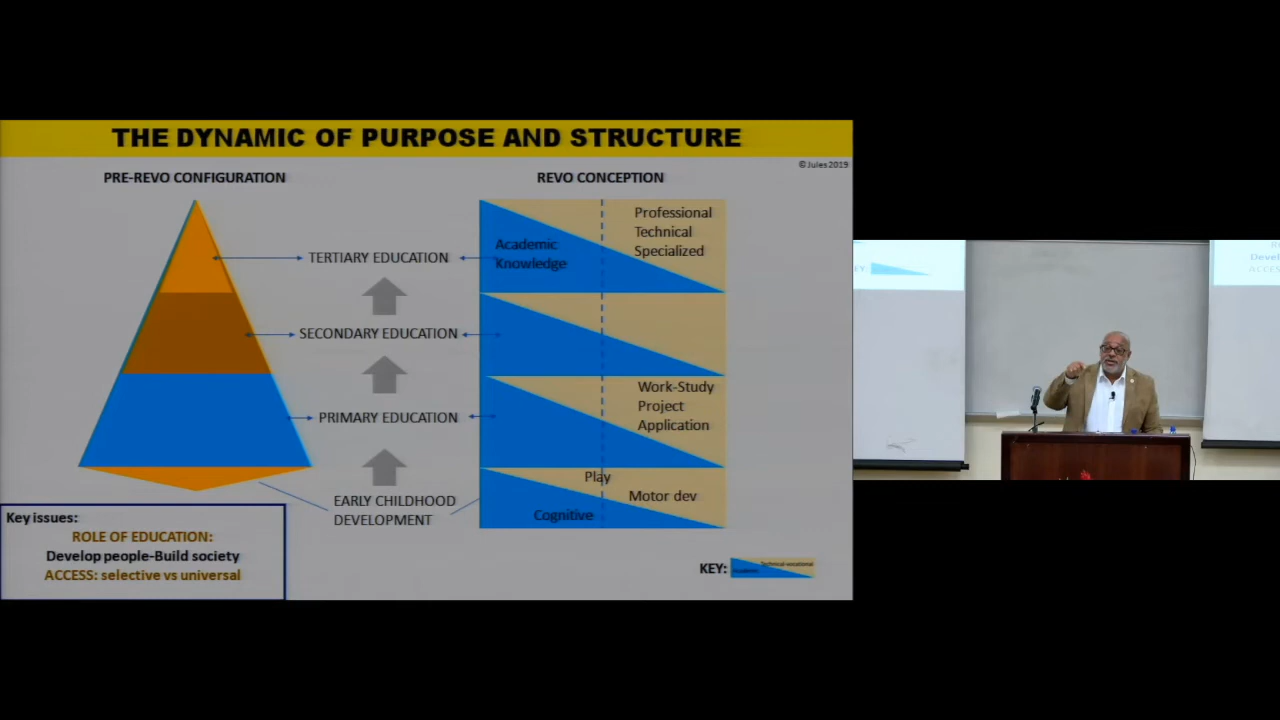 THE DYNAMIC OF PURPOSE AND STRUCTURE
© Jules 2019
PRE-REVO CONFIGURATION
REVO CONCEPTION
Professional
Technical
Specialized
Academic
Knowledge
TERTIARY EDUCATION
SECONDARY EDUCATION
Work-Study
Project
Application
PRIMARY EDUCATION
Play
Motor dev
Cognitive
EARLY CHILDHOOD
DEVELOPMENT
Key issues:
ROLE OF EDUCATION:
Develop people-Build society
ACCESS: selective vs universal
KEY:
Technical-vocational